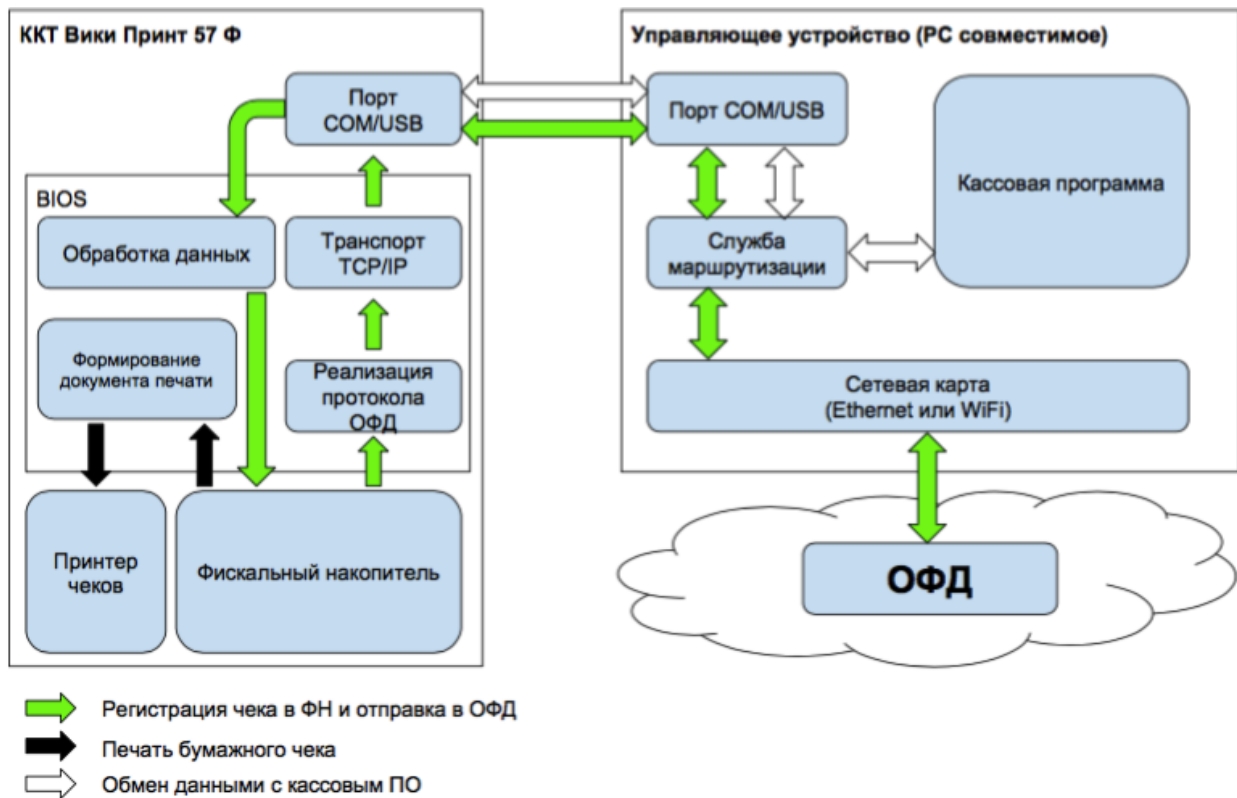 ККТ Вики Принт 57 Ф
Порт
COM/USB
BIOS
Обработка данных
Транспорт
TCP/IP
Формирование
документа печати
Реализация
протокола
ОФД
Принтер
чеков
Фискальный накопитель
Управляющее устройство (PC совместимое)
Порт COM/USB
Кассовая программа
Служба
маршрутизации
Сетевая карта
(Ethernet или WiFi)
ОФД
Регистрация чека в ФН и отправка в ОФД
Печать бумажного чека
Обмен данными с кассовым ПО